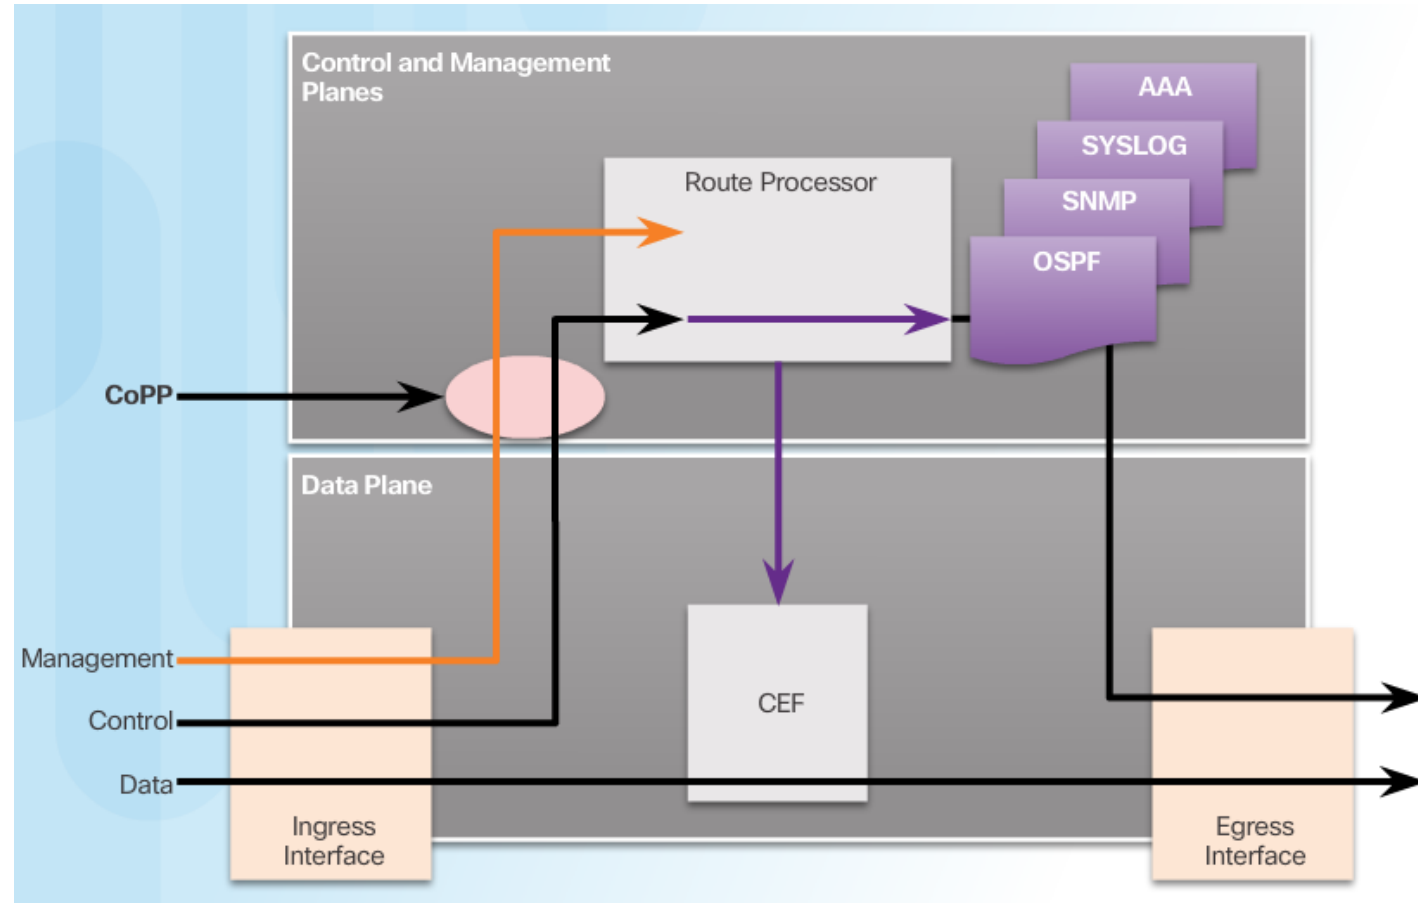 Control and Management
Planes
AAA
SYSLOG
SNMP
OSPF
Route Processor
CoPP
Data Plane
Management
Control
Data
CEF
Ingress
Interface
Egress
Interface